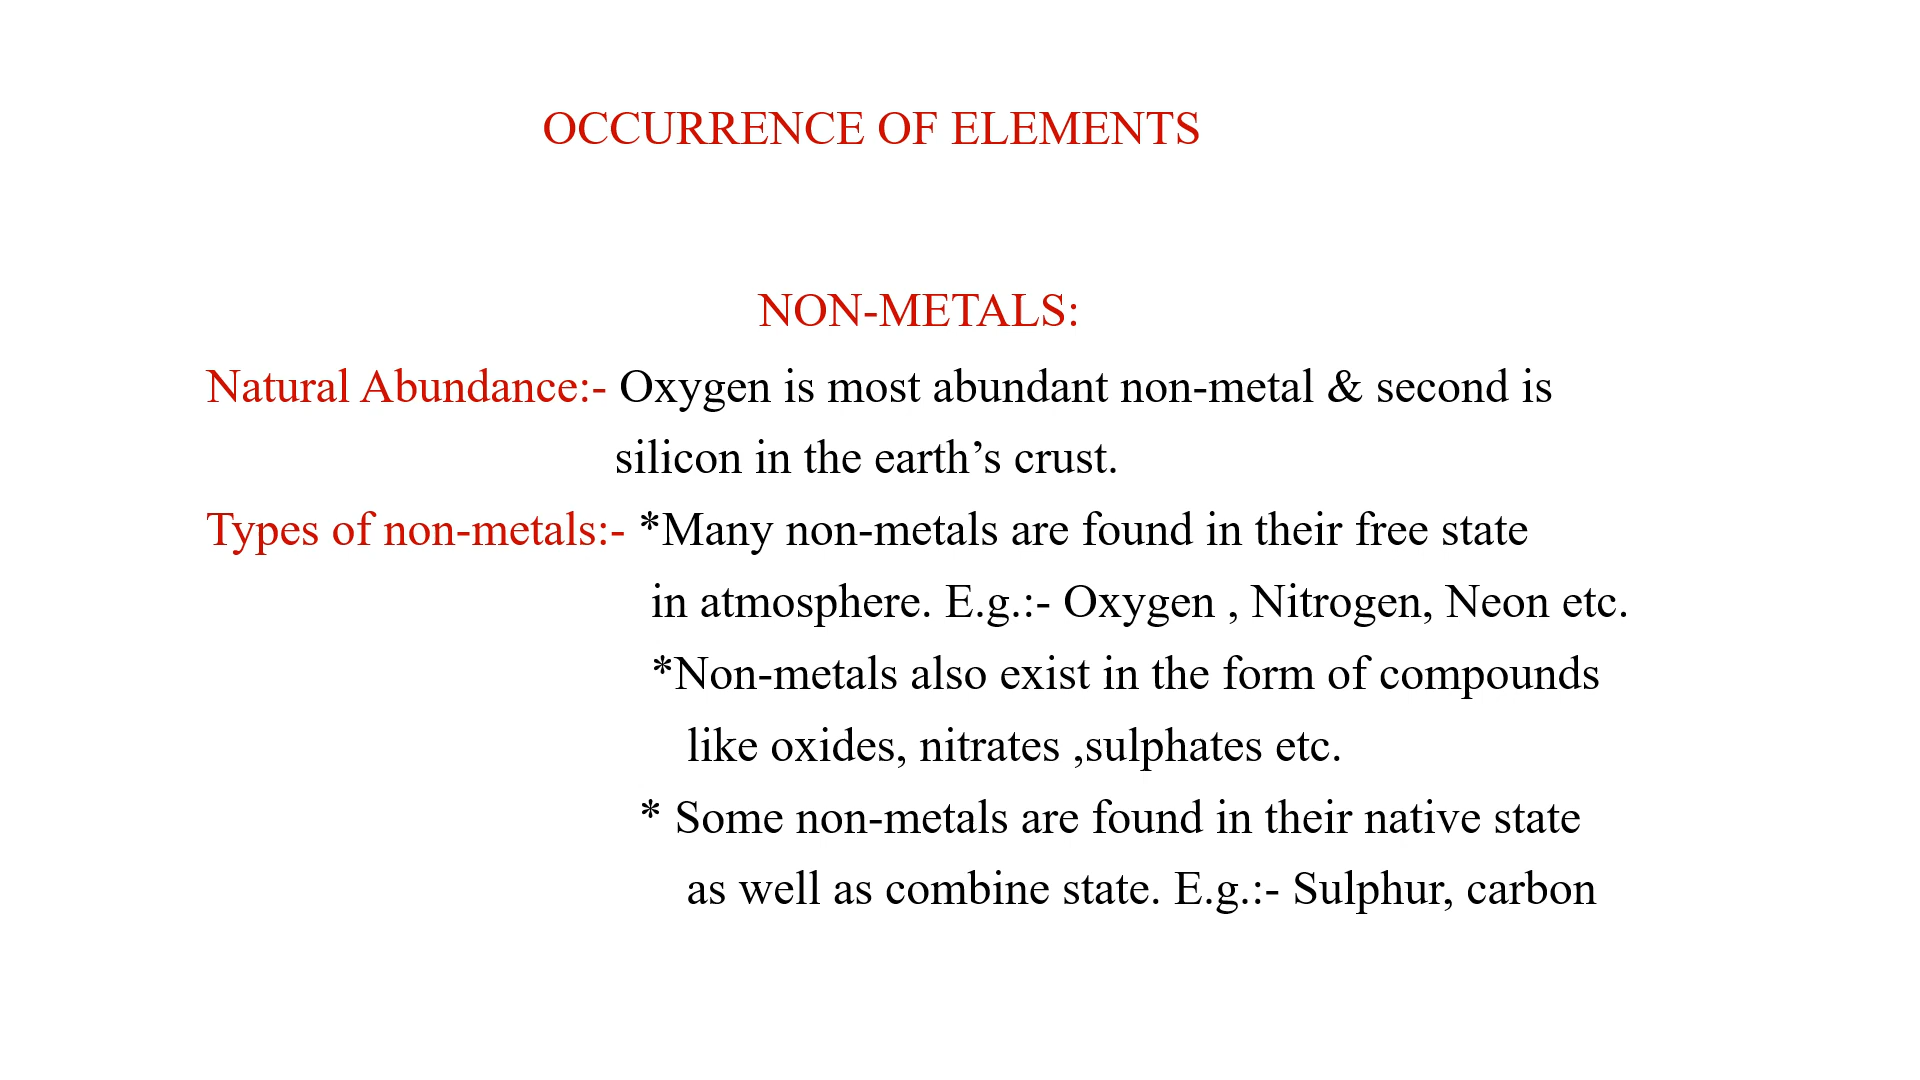 OCCURRENCE OF ELEMENTS
NON-METALS:
Natural Abundance:- Oxygen is most abundant non-metal & second is
silicon in the earth’s crust.
Types of non-metals:- *Many non-metals are found in their free state
in atmosphere. E.g.:- Oxygen , Nitrogen, Neon etc.
*Non-metals also exist in the form of compounds
like oxides, nitrates ,sulphates etc.
* Some non-metals are found in their native state
as well as combine state. E.g.:- Sulphur, carbon